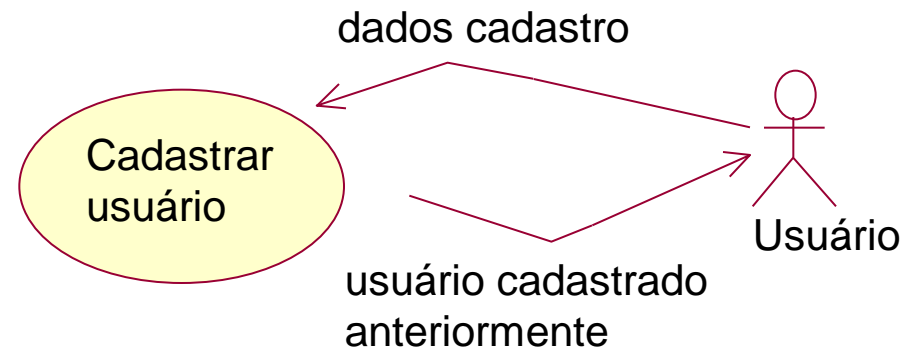 dados cadastro
Cadastrar
usuário
Usuário
usuário cadastrado
anteriormente